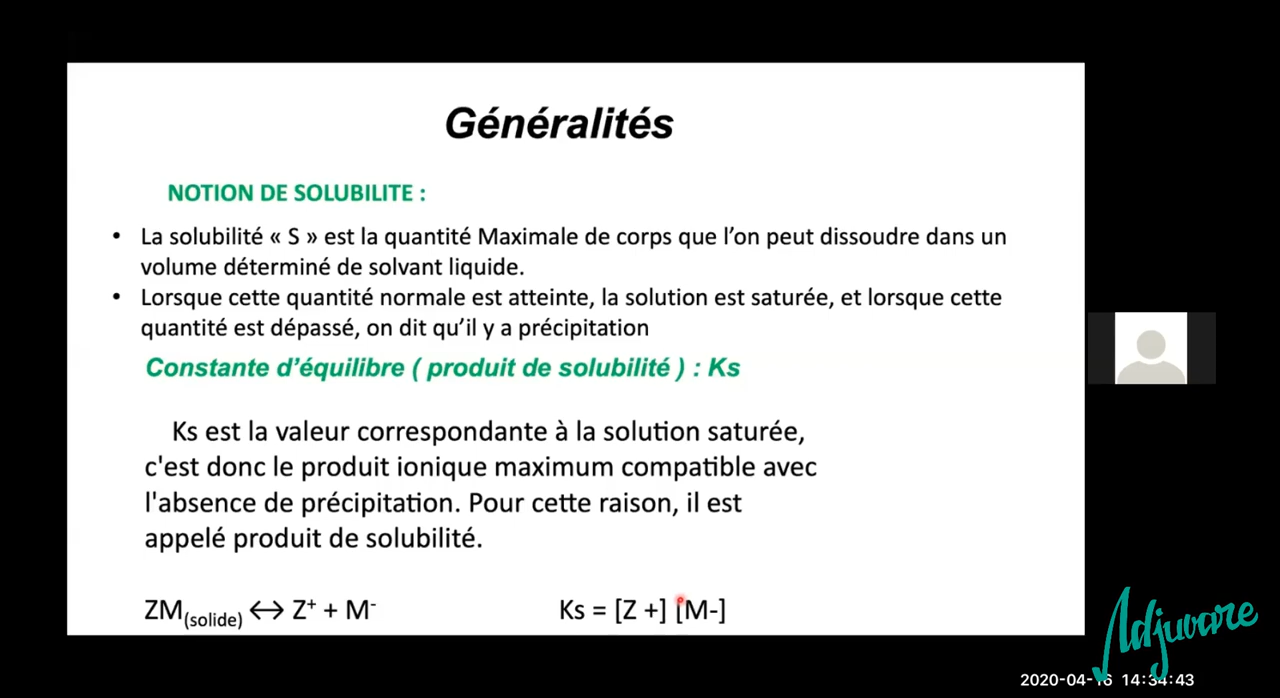 Généralités
NOTION DE SOLUBILITE :
• La solubilité « S » est la quantité Maximale de corps que l’on peut dissoudre dans un
volume déterminé de solvant liquide.
• Lorsque cette quantité normale est atteinte, la solution est saturée, et lorsque cette
quantité est dépassé, on dit qu’il y a précipitation
Constante d’équilibre ( produit de solubilité ) : Ks
Ks est la valeur correspondante à la solution saturée,
c'est donc le produit ionique maximum compatible avec
l'absence de précipitation. Pour cette raison, il est
appelé produit de solubilité.
ZM(solide) ↔ Z⁺ + M⁻ Ks = [Z +] [M-]
Adjuvare
2020-04-16 14:34:43